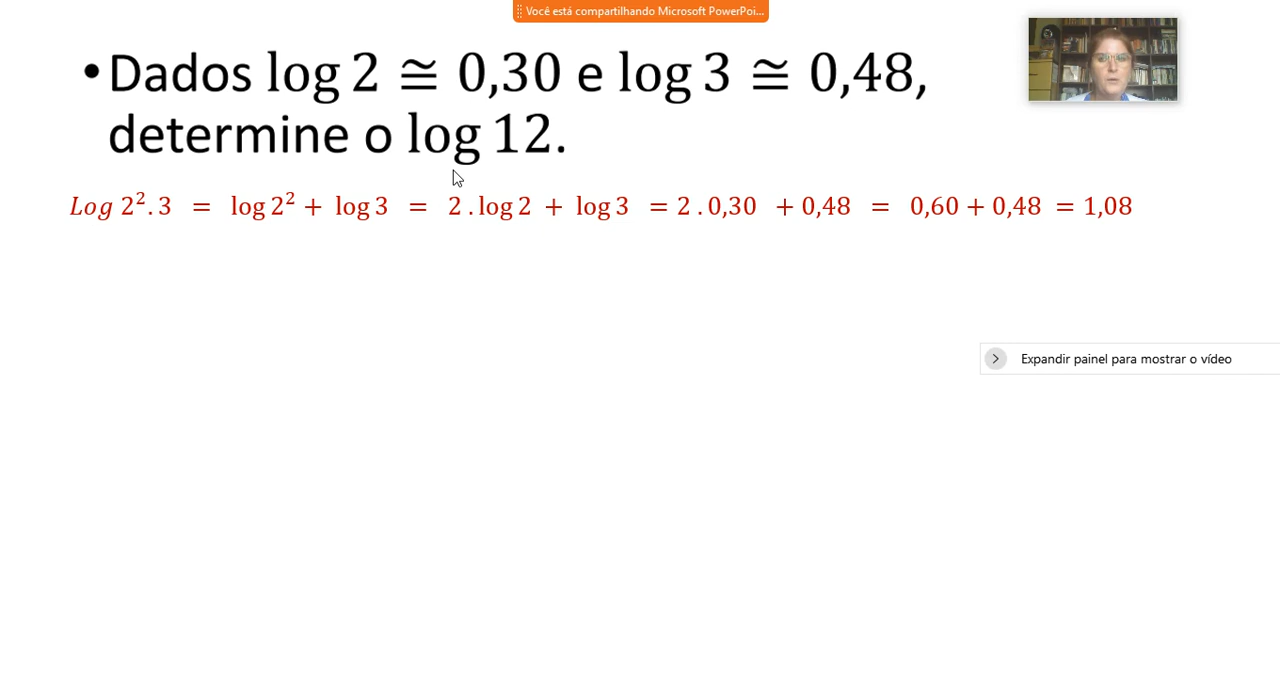 Você está compartilhando Microsoft PowerPoi...
• Dados log 2 ≅ 0,30 e log 3 ≅ 0,48,
determine o log 12.
Log 2². 3 = log 2² + log 3 = 2 . log 2 + log 3 = 2 . 0,30 + 0,48 = 0,60 + 0,48 = 1,08
Expandir painel para mostrar o vídeo